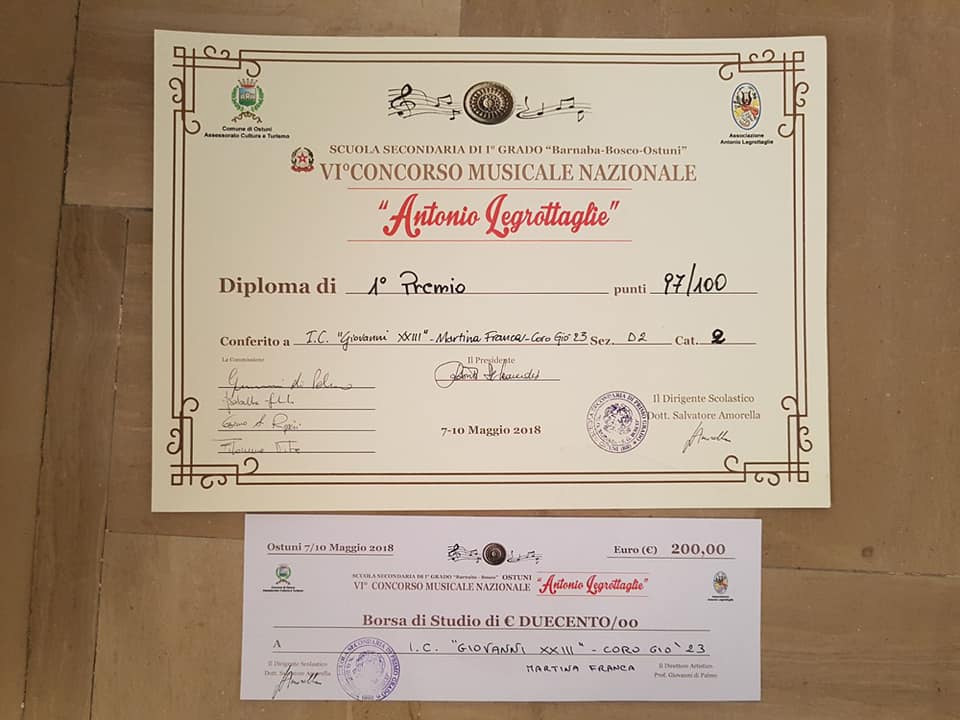 Comune di Ostuni
Assessorato Cultura e Turismo
Associazione
Antonio Legrottaglie
SCUOLA SECONDARIA DI I° GRADO "Barnaba-Bosco-Ostuni"
VI°CONCORSO MUSICALE NAZIONALE
"Antonio Legrottaglie"
Diploma di 1° Premio punti 97/100
Conferito a I.C. "Giovanni XXIII" - Martina Franca - Coro Giò 23 Sez. D2 Cat. 2
La Commissione
Il Presidente
Il Dirigente Scolastico
Dott. Salvatore Amorella
7-10 Maggio 2018
Ostuni 7/10 Maggio 2018
Euro (€) 200,00
SCUOLA SECONDARIA DI I° GRADO "Barnaba - Bosco" OSTUNI
VI° CONCORSO MUSICALE NAZIONALE "Antonio Legrottaglie"
Borsa di Studio di € DUECENTO/00
A I.C. "GIOVANNI XXIII" - CORO GIO' 23
MARTINA FRANCA
Il Dirigente Scolastico
Dott. Salvatore Amorella
Il Direttore Artistico
Prof. Giovanni di Palmo